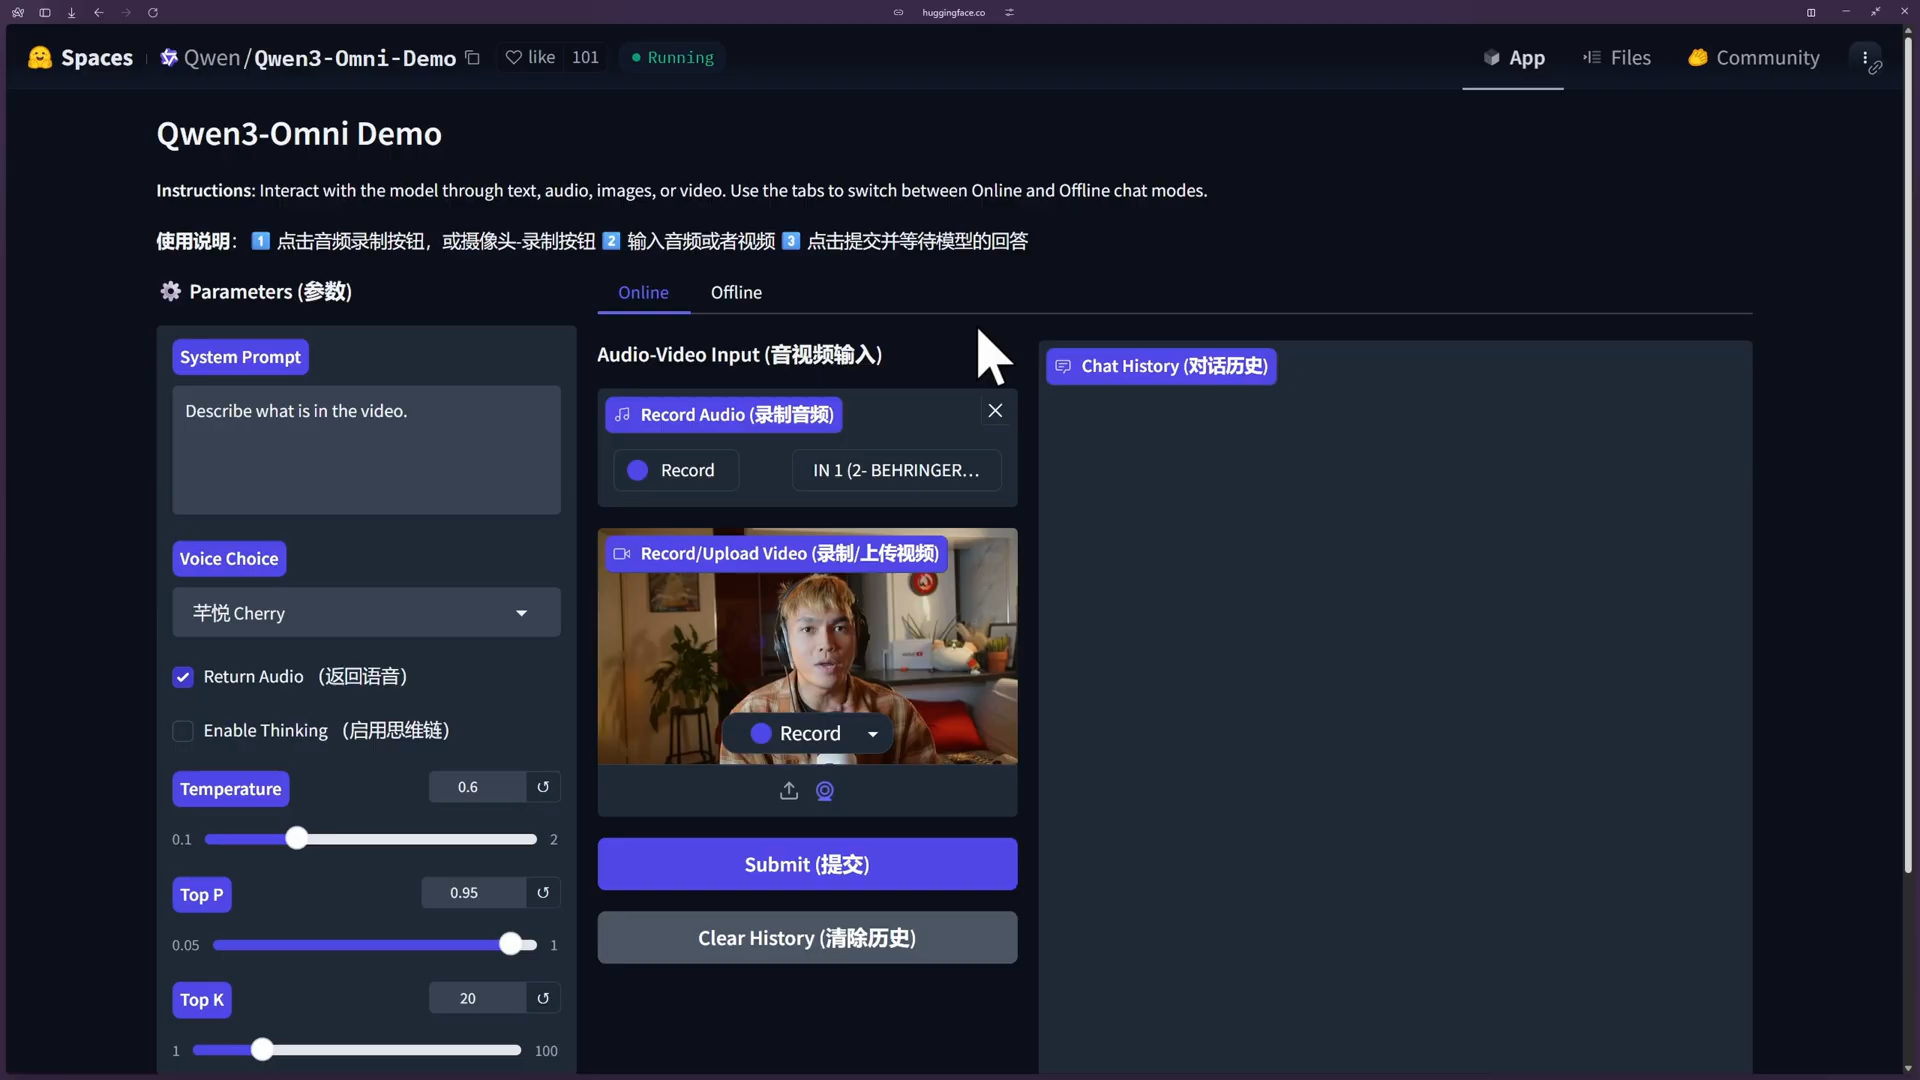 huggingface.co
Spaces
Qwen/Qwen3-Omni-Demo
like
101
Running
App
Files
Community
Qwen3-Omni Demo
Instructions: Interact with the model through text, audio, images, or video. Use the tabs to switch between Online and Offline chat modes.
使用说明： 1 点击音频录制按钮，或摄像头-录制按钮 2 输入音频或者视频 3 点击提交并等待模型的回答
Parameters (参数)
Online
Offline
System Prompt
Describe what is in the video.
Voice Choice
芊悦 Cherry
Return Audio （返回语音）
Enable Thinking （启用思维链）
Temperature
0.6
0.1
2
Top P
0.95
0.05
1
Top K
20
1
100
Audio-Video Input (音视频输入)
Record Audio (录制音频)
Record
IN 1 (2- BEHRINGER...
Record/Upload Video (录制/上传视频)
Record
Submit (提交)
Clear History (清除历史)
Chat History (对话历史)